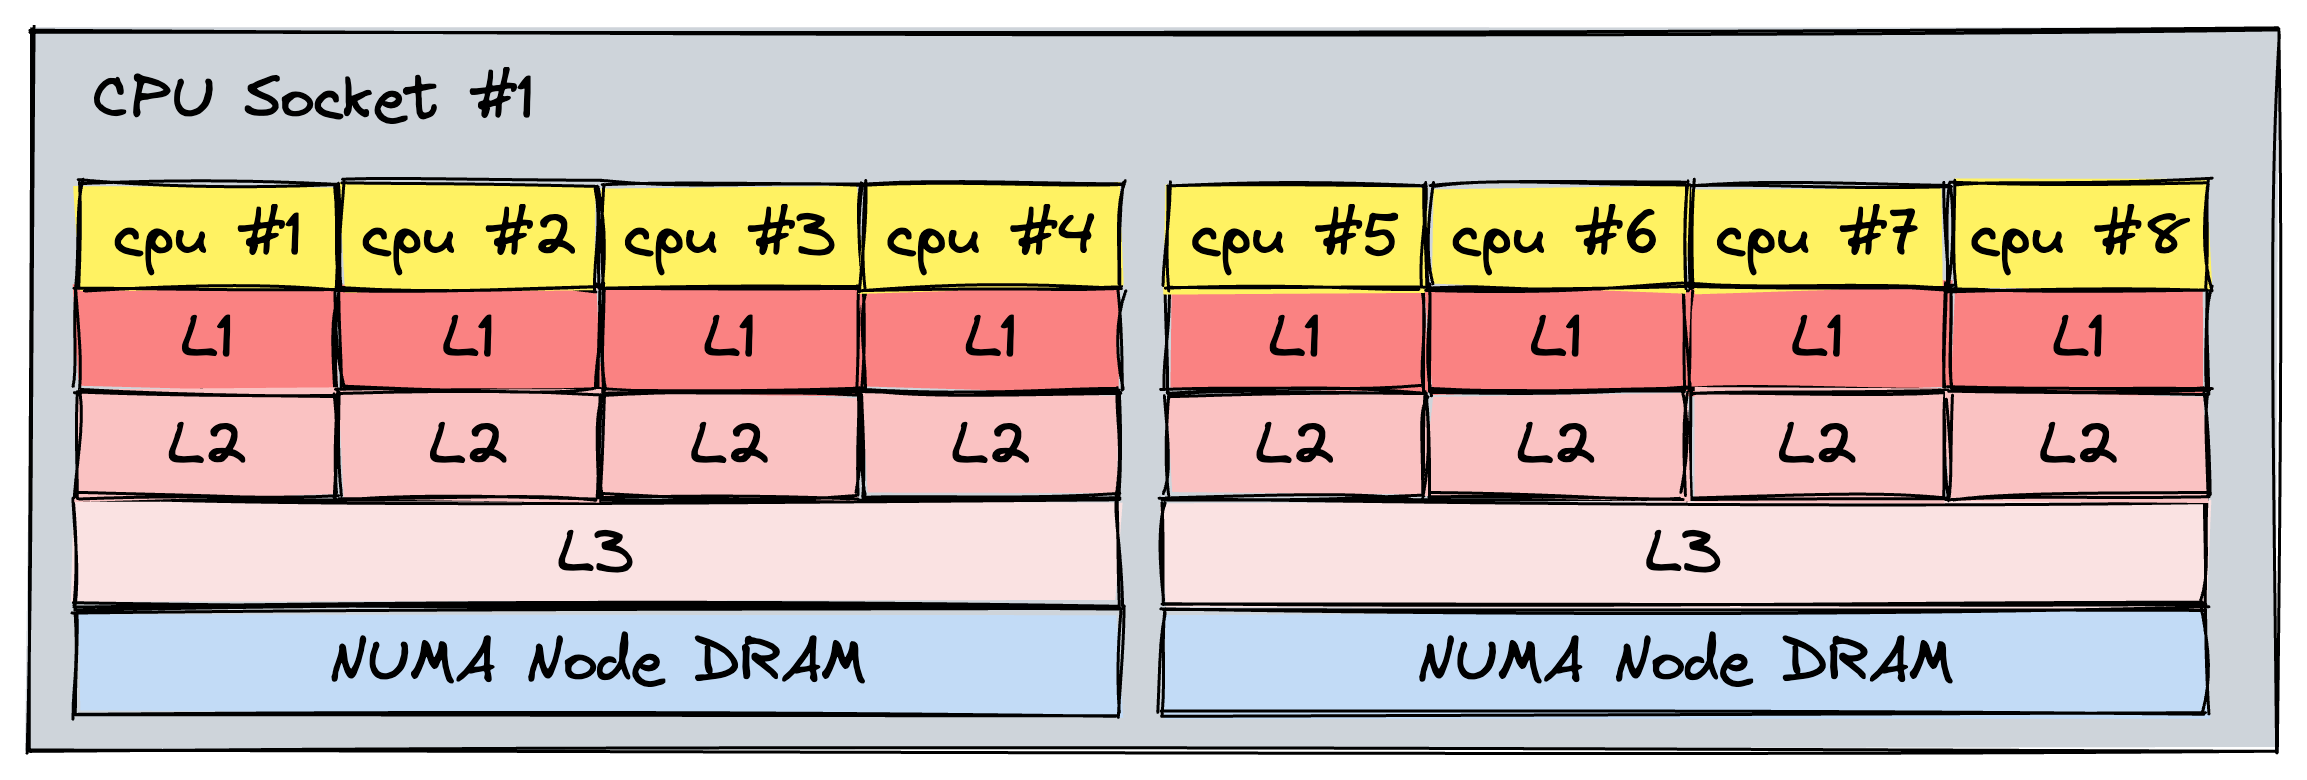 CPU Socket #1
cpu #1 cpu #2 cpu #3 cpu #4 cpu #5 cpu #6 cpu #7 cpu #8
L1 L1 L1 L1 L1 L1 L1 L1
L2 L2 L2 L2 L2 L2 L2 L2
L3 L3
NUMA Node DRAM NUMA Node DRAM